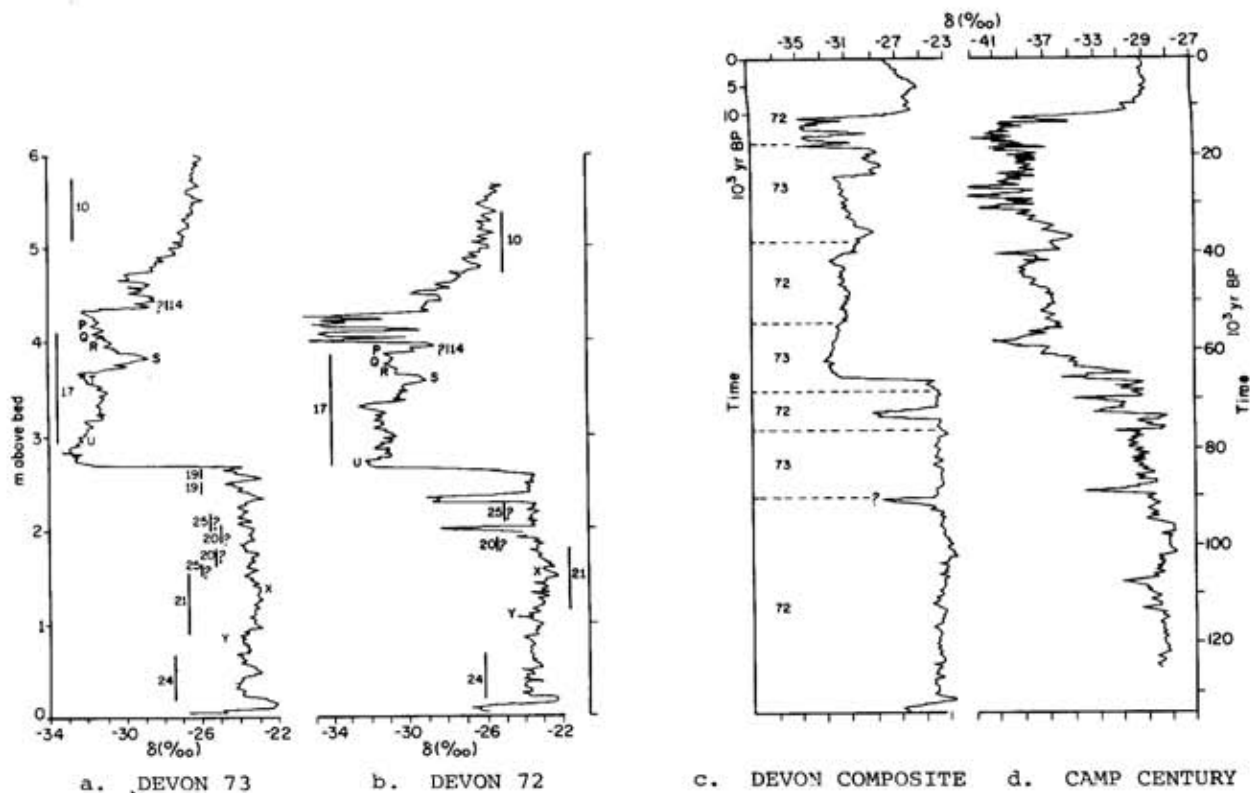 δ(‰)
-35 -31 -27 -23
-41 -37 -33 -29 -27
0
5
10
10³ yr BP
Time
72
73
72
73
72
73
?
72
0
20
40
60
80
100
120
10³ yr BP
Time
6
5
4
3
2
1
0
m above bed
10
?114
P
Q
R
S
T
17
U
19
19
25?
20?
20?
25?
X
21
Y
24
-34 -30 -26 -22
δ(‰)
10
P
Q
R
?114
S
17
U
25?
20?
X
21
Y
24
-34 -30 -26 -22
δ(‰)
a. DEVON 73
b. DEVON 72
c. DEVON COMPOSITE
d. CAMP CENTURY